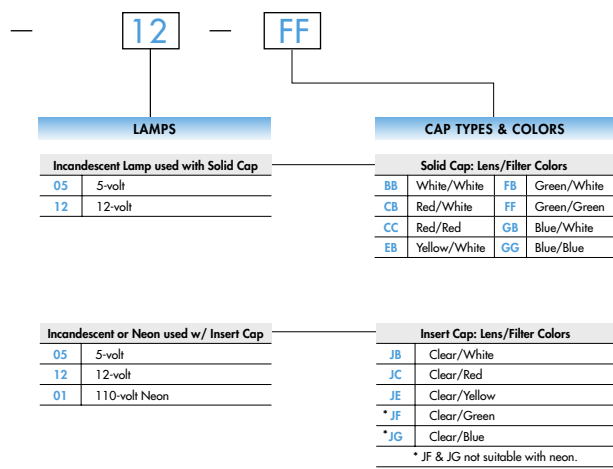 — 12 — FF
LAMPS
Incandescent Lamp used with Solid Cap
05 5-volt
12 12-volt
CAP TYPES & COLORS
Solid Cap: Lens/Filter Colors
BB White/White FB Green/White
CB Red/White FF Green/Green
CC Red/Red GB Blue/White
EB Yellow/White GG Blue/Blue
Incandescent or Neon used w/ Insert Cap
05 5-volt
12 12-volt
01 110-volt Neon
Insert Cap: Lens/Filter Colors
JB Clear/White
JC Clear/Red
JE Clear/Yellow
* JF Clear/Green
* JG Clear/Blue
* JF & JG not suitable with neon.